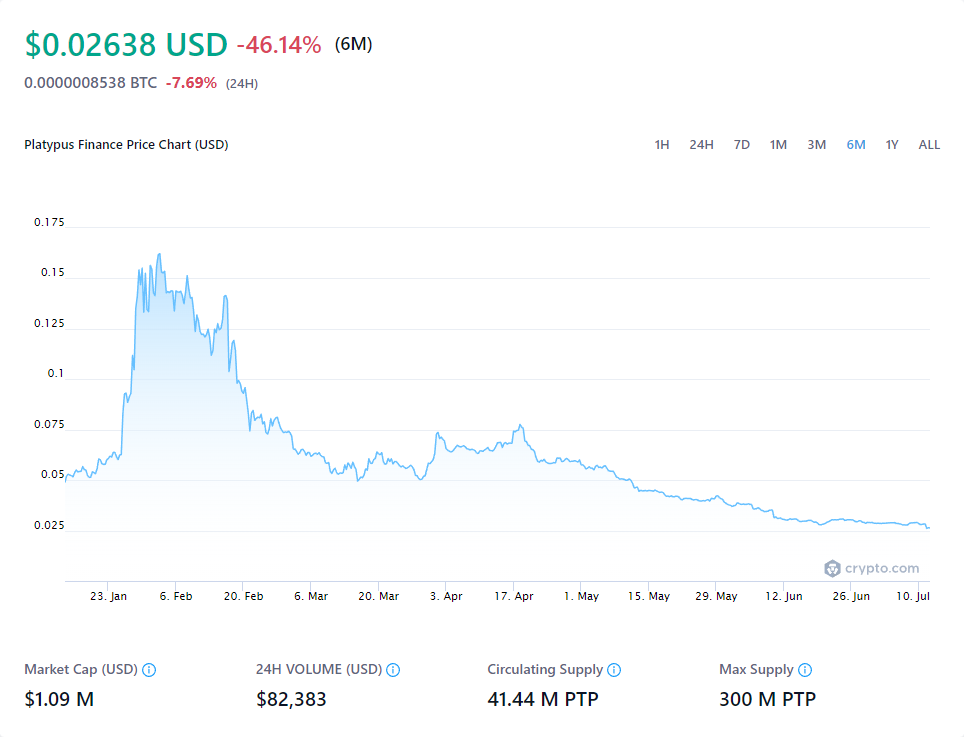 $0.02638 USD -46.14% (6M)
0.0000008538 BTC -7.69% (24H)
Platypus Finance Price Chart (USD)
1H 24H 7D 1M 3M 6M 1Y ALL
0.175
0.15
0.125
0.1
0.075
0.05
0.025
crypto.com
23. Jan 6. Feb 20. Feb 6. Mar 20. Mar 3. Apr 17. Apr 1. May 15. May 29. May 12. Jun 26. Jun 10. Jul
Market Cap (USD) 24H VOLUME (USD) Circulating Supply Max Supply
$1.09 M $82,383 41.44 M PTP 300 M PTP